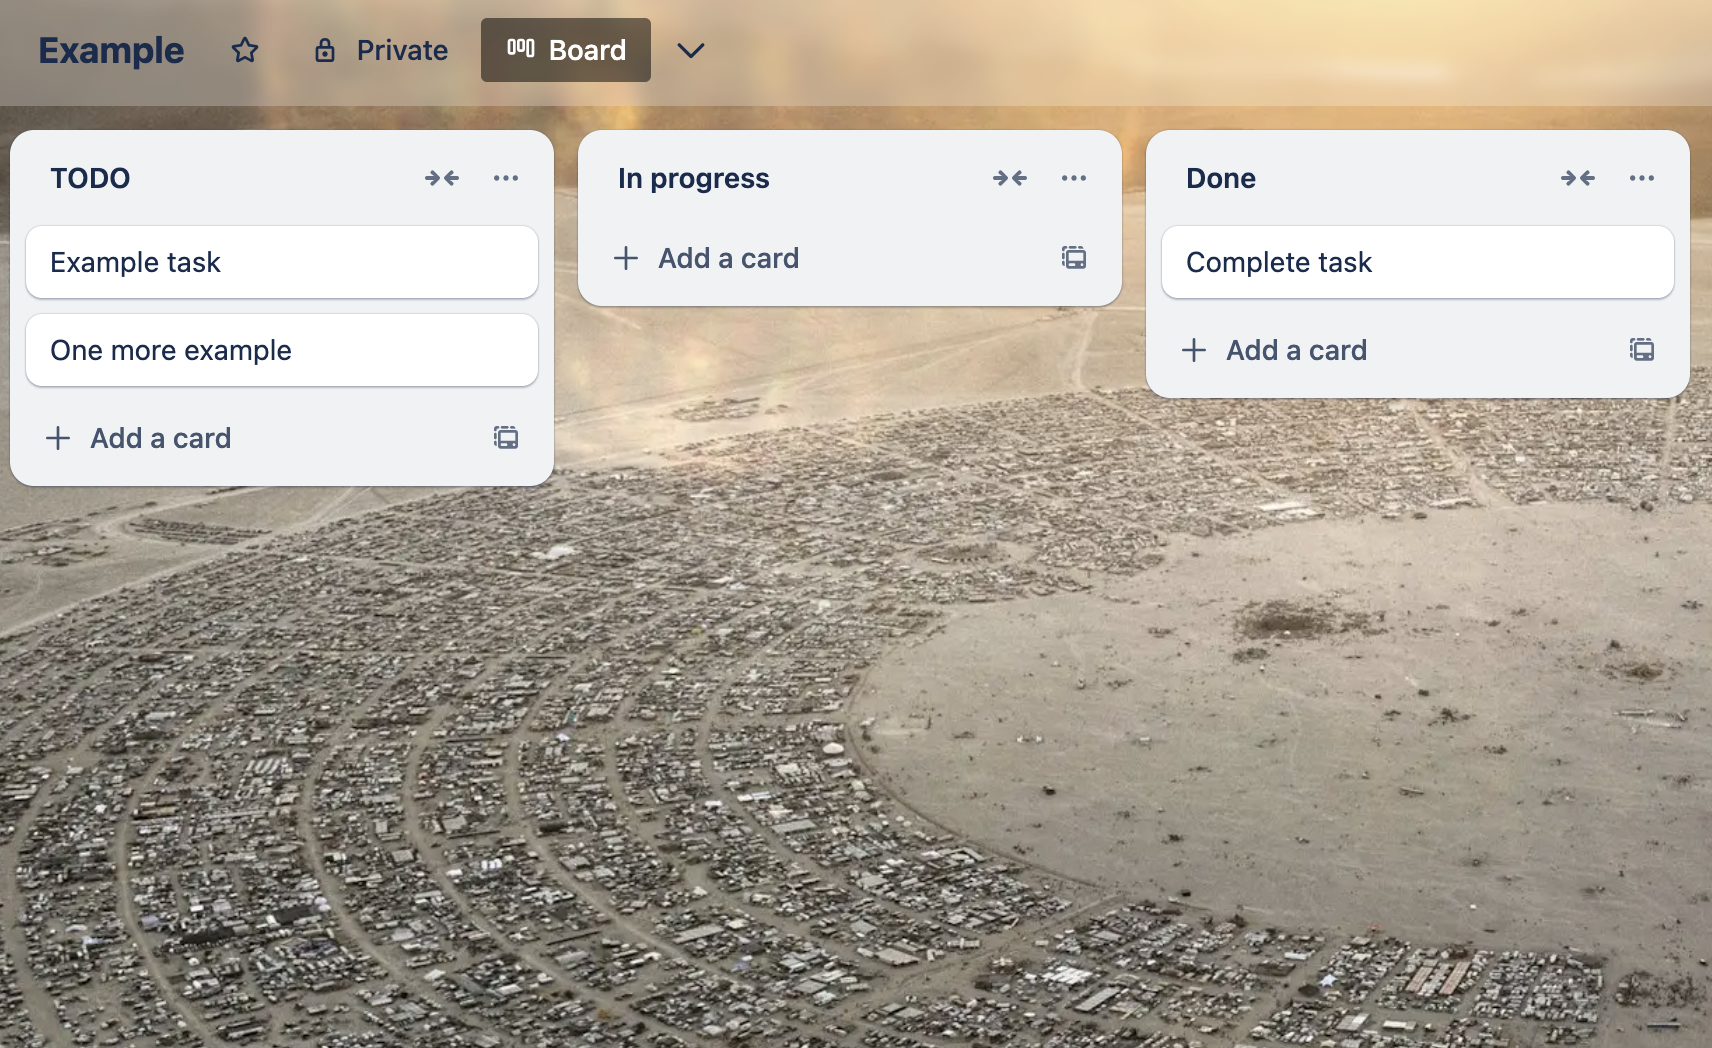 Example
Private
Board
TODO
Example task
One more example
Add a card
In progress
Add a card
Done
Complete task
Add a card